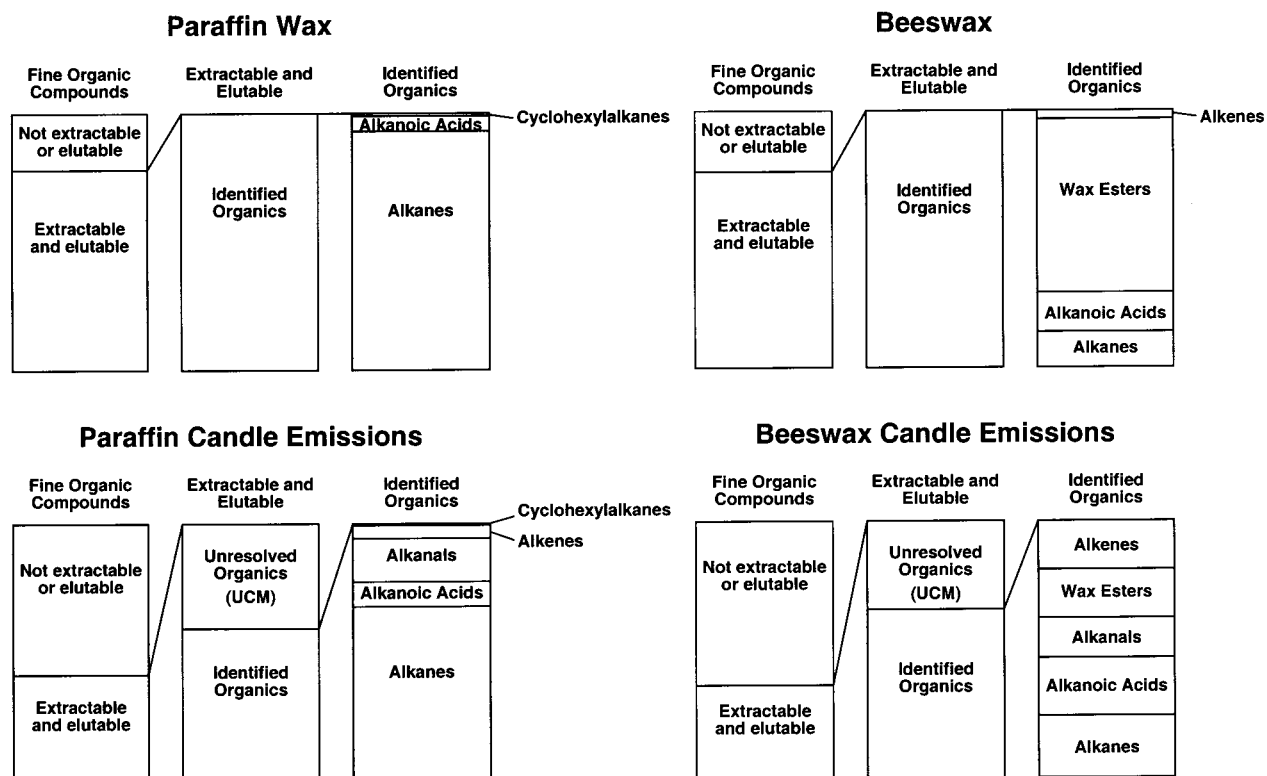 Paraffin Wax
Fine Organic
Compounds
Extractable and
Elutable
Identified
Organics
Not extractable
or elutable
Extractable
and elutable
Identified
Organics
Cyclohexylalkanes
Alkanoic Acids
Alkanes
Beeswax
Fine Organic
Compounds
Extractable and
Elutable
Identified
Organics
Not extractable
or elutable
Extractable
and elutable
Identified
Organics
Alkenes
Wax Esters
Alkanoic Acids
Alkanes
Paraffin Candle Emissions
Fine Organic
Compounds
Extractable and
Elutable
Identified
Organics
Not extractable
or elutable
Extractable
and elutable
Unresolved
Organics
(UCM)
Identified
Organics
Cyclohexylalkanes
Alkenes
Alkanals
Alkanoic Acids
Alkanes
Beeswax Candle Emissions
Fine Organic
Compounds
Extractable and
Elutable
Identified
Organics
Not extractable
or elutable
Extractable
and elutable
Unresolved
Organics
(UCM)
Identified
Organics
Alkenes
Wax Esters
Alkanals
Alkanoic Acids
Alkanes